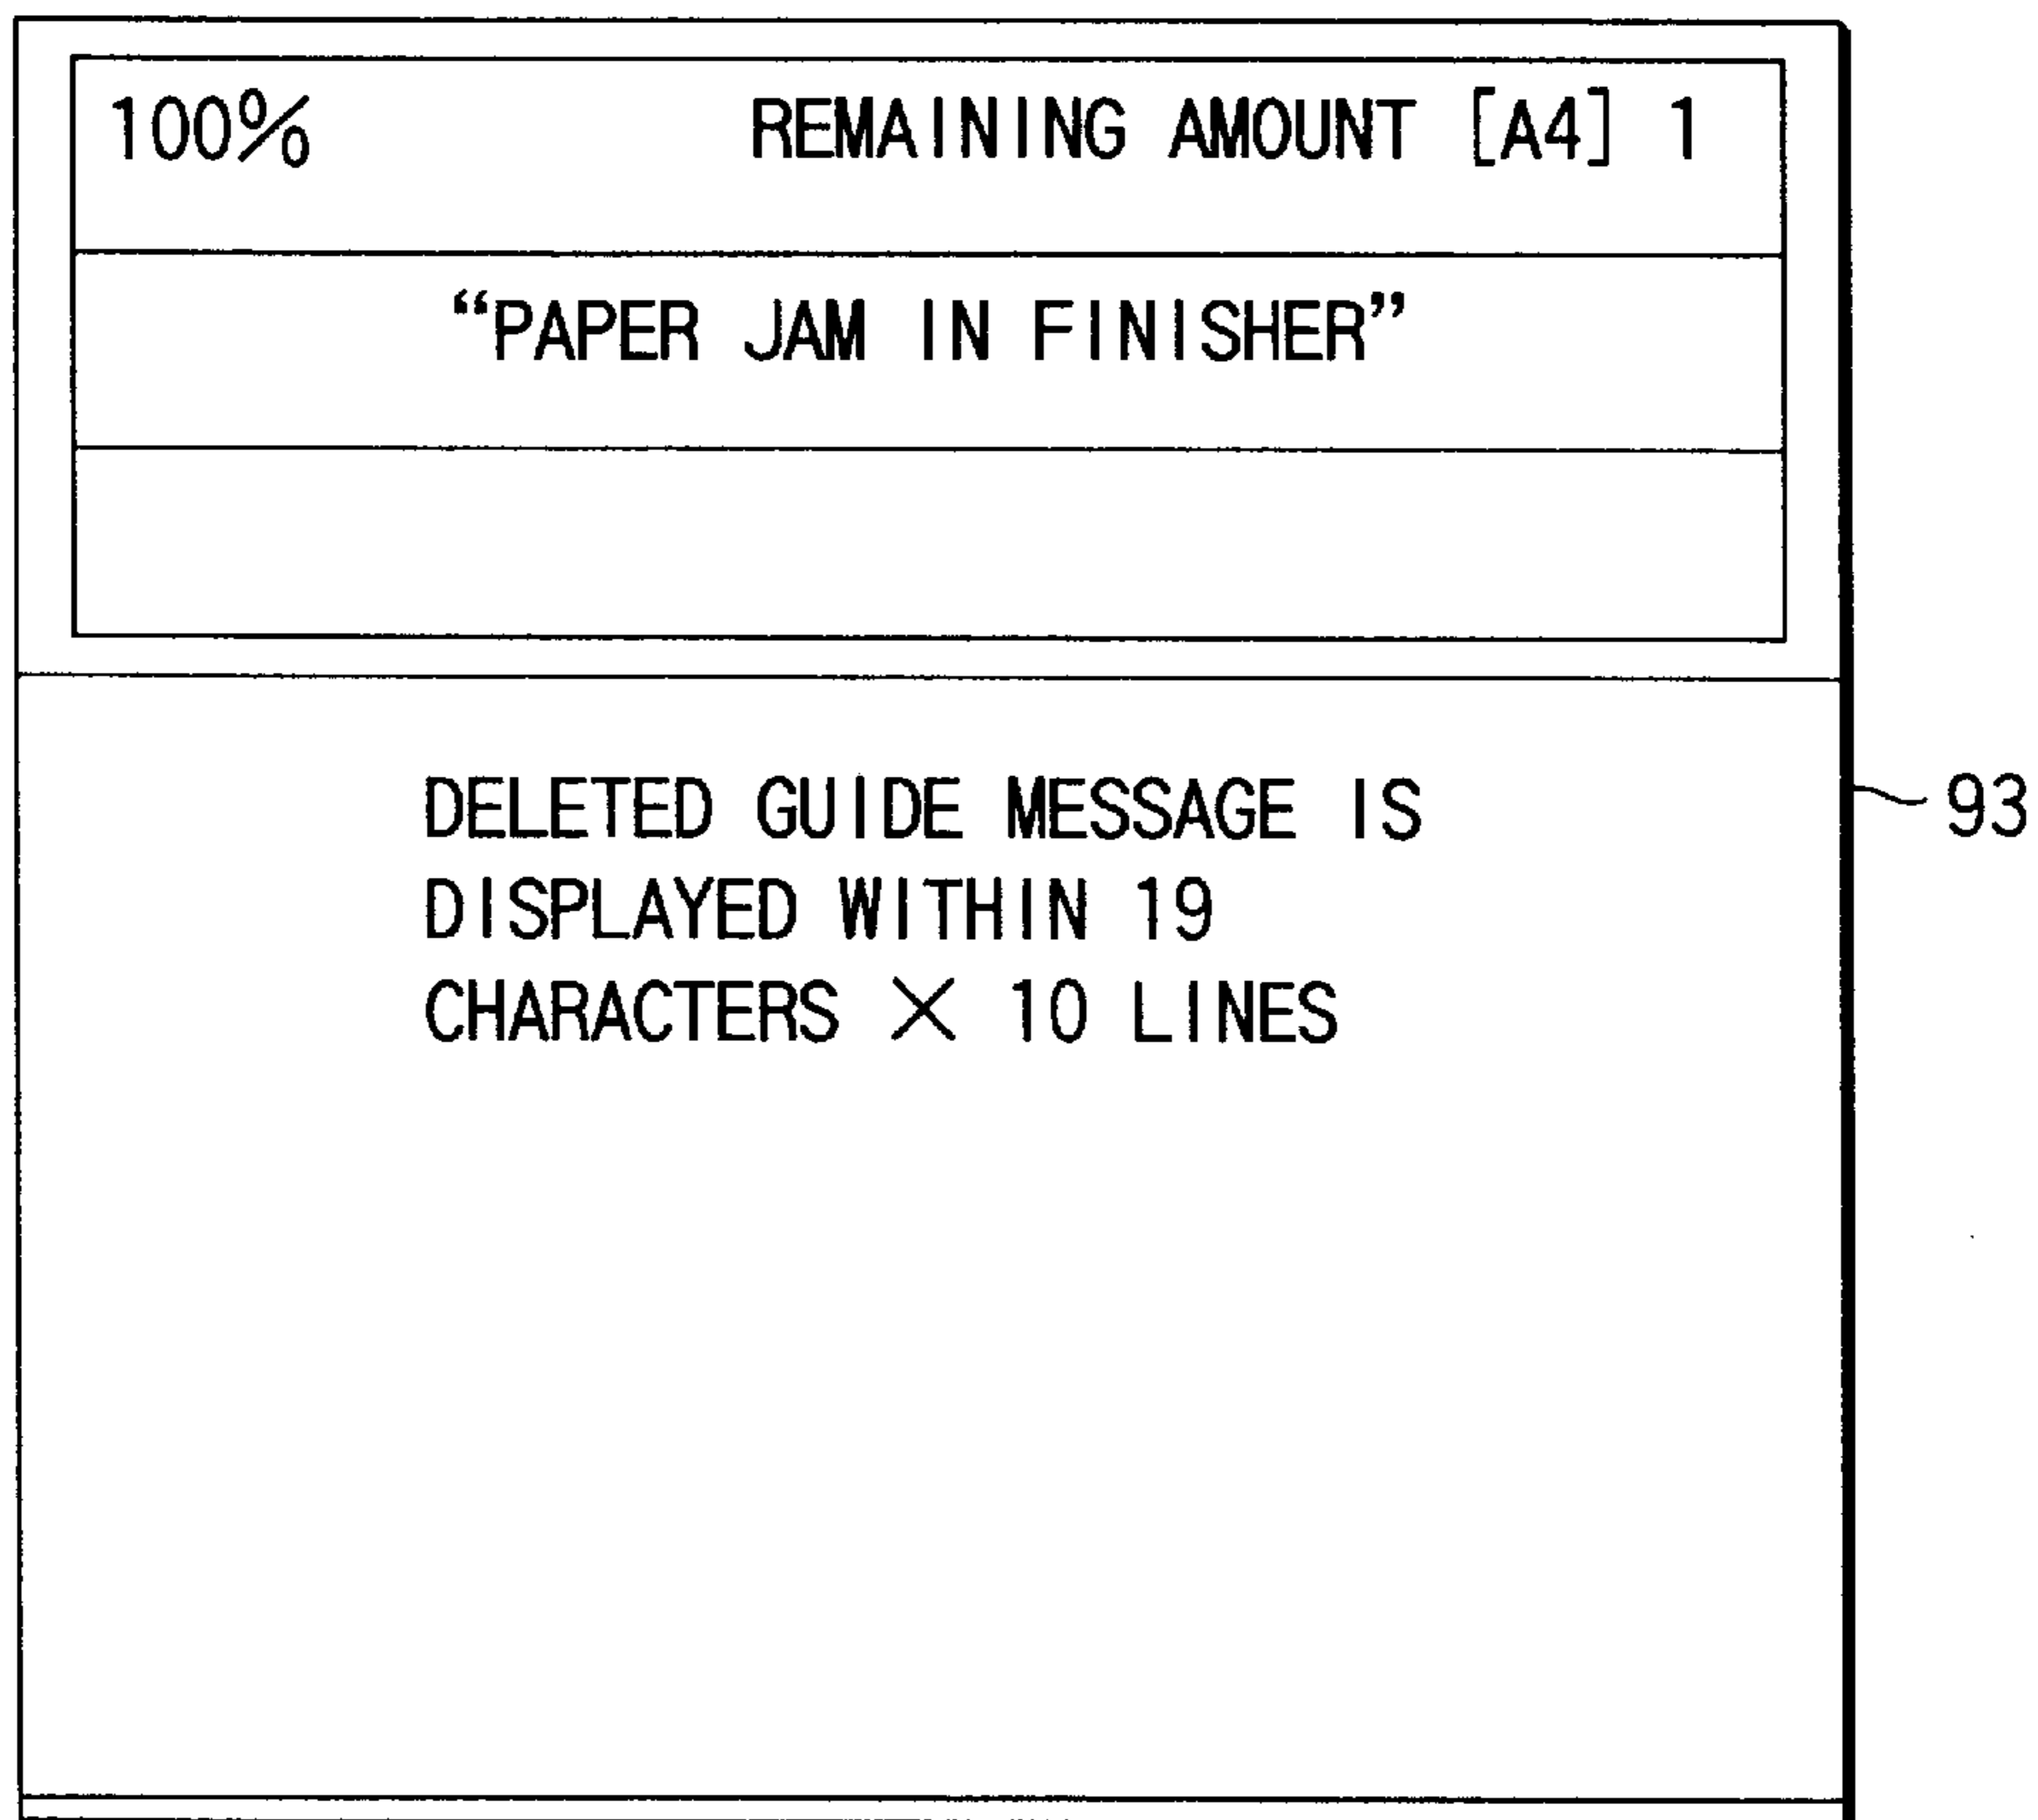 100% REMAINING AMOUNT [A4] 1
“PAPER JAM IN FINISHER”
DELETED GUIDE MESSAGE IS
DISPLAYED WITHIN 19
CHARACTERS × 10 LINES
93